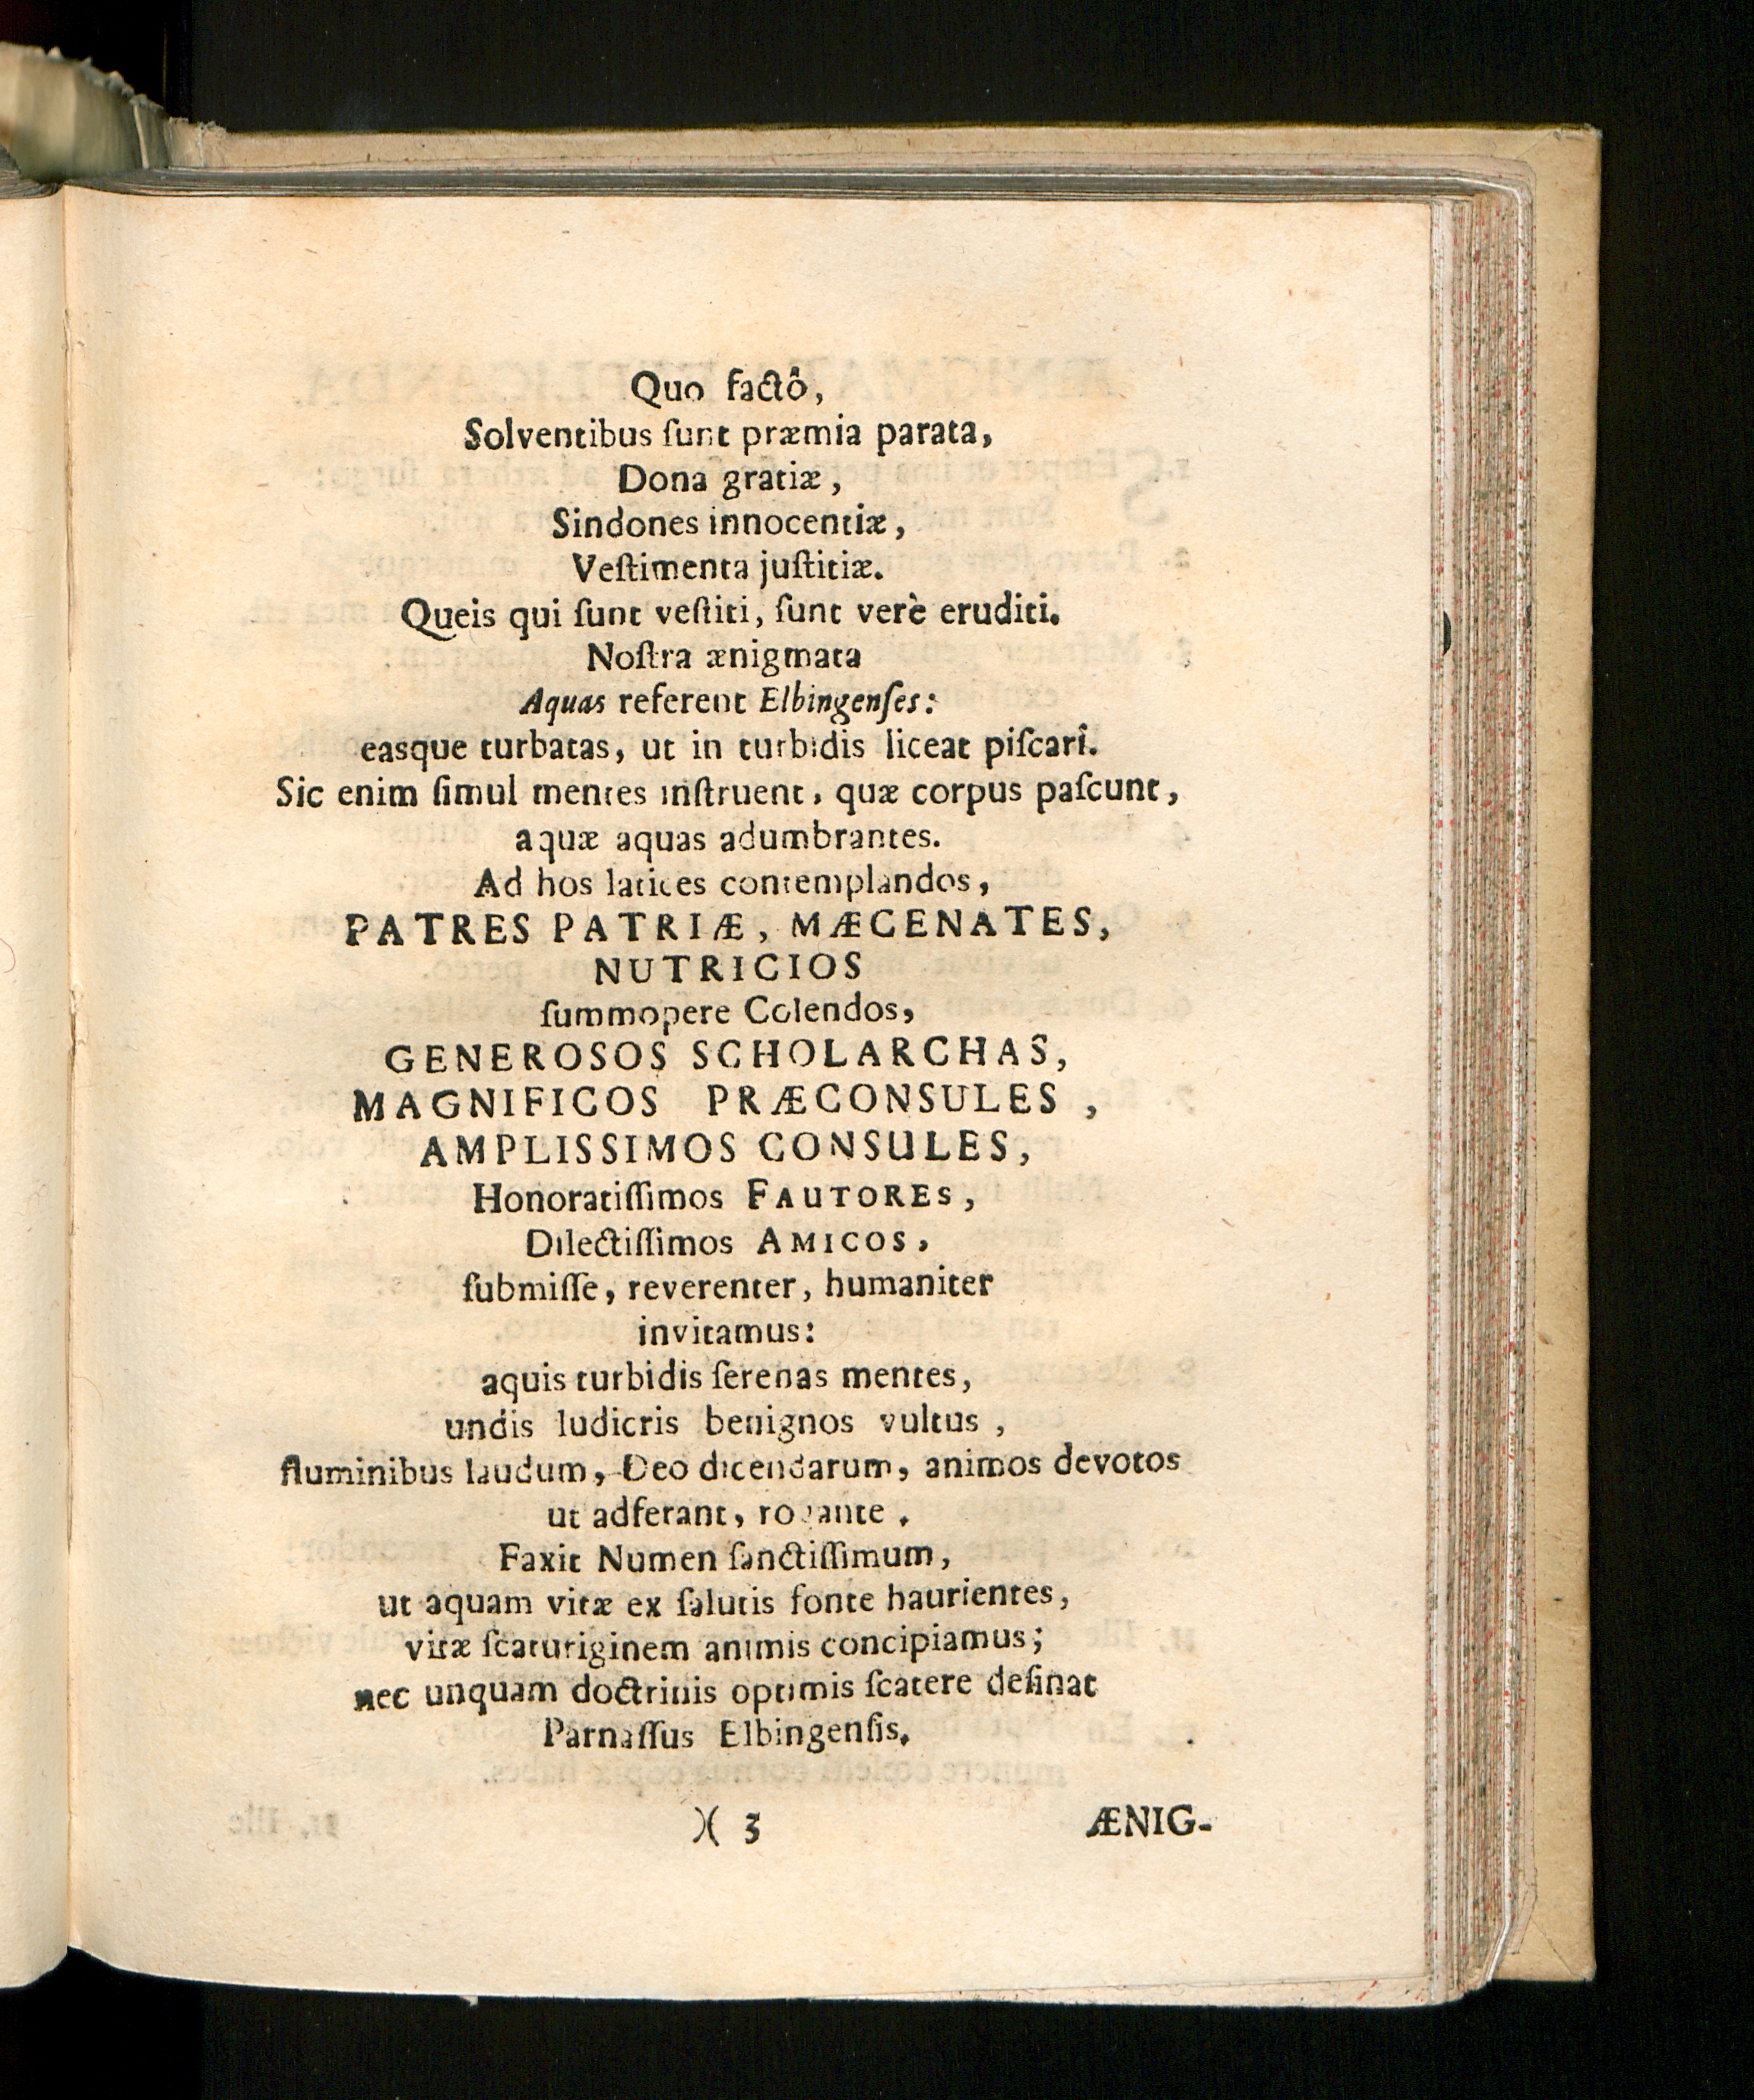 Quo factô,
Solventibus ſunt præmia parata,
Dona gratiæ,
Sindones innocentiæ,
Veſtimenta juſtitiæ.
Queis qui ſunt veſtiti, ſunt verè eruditi.
Noſtra ænigmata
Aquas referent Elbingenſes:
easque turbatas, ut in turbidis liceat piſcari.
Sic enim ſimul mentes inſtruent, quæ corpus paſcunt,
aquæ aquas adumbrantes.
Ad hos latices contemplandos,
PATRES PATRIÆ, MÆCENATES,
NUTRICIOS
ſummopere Colendos,
GENEROSOS SCHOLARCHAS,
MAGNIFICOS PRÆCONSULES,
AMPLISSIMOS CONSULES,
Honoratiſſimos FAUTORES,
Dilectiſſimos AMICOS,
ſubmiſſe, reverenter, humaniter
invitamus:
aquis turbidis ſerenas mentes,
undis ludicris benignos vultus,
fluminibus laudum, Deo dicendarum, animos devotos
ut adferant,
Faxit Numen ſanctiſſimum,
ut aquam vitæ ex ſalutis fonte haurientes,
vitæ ſcaturiginem animis concipiamus;
nec unquam doctrinis optimis ſcatere deſinat
Parnaſſus Elbingenſis.
)( 3 ÆNIG-